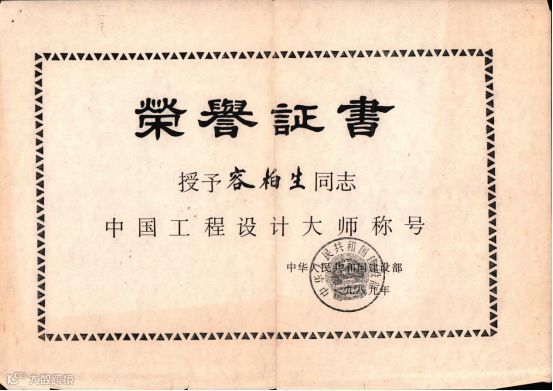 榮譽証書
授予容柏生同志
中国工程设计大师称号
中华人民共和国建设部
一九八九年